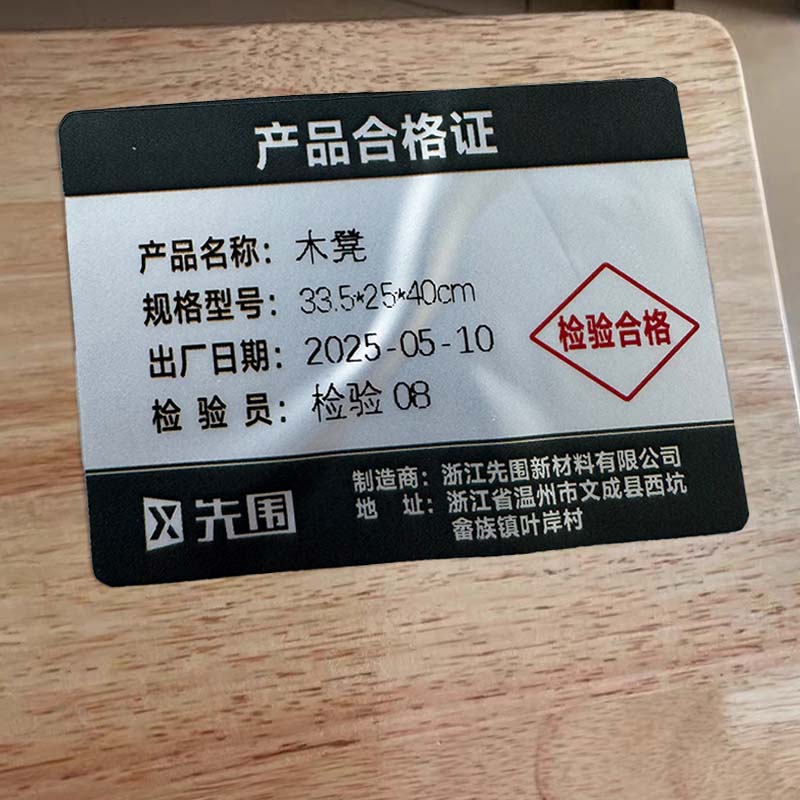 产品合格证
产品名称：木凳
规格型号：33.5*25*40cm
出厂日期：2025-05-10
检验员：检验08
检验合格
先围
制造商：浙江先围新材料有限公司
地址：浙江省温州市文成县西坑
畲族镇叶岸村